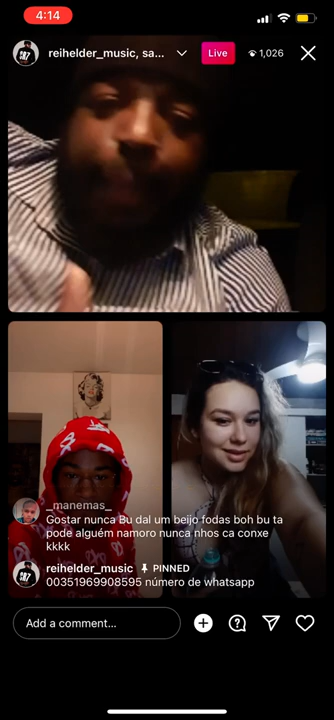 4:14
reihelder_music, sa...
Live
1,026
_manemas_
Gostar nunca Bu dal um beijo fodas boh bu ta
pode alguém namoro nunca nhos ca conxe
kkkk
reihelder_music PINNED
00351969908595 número de whatsapp
Add a comment...